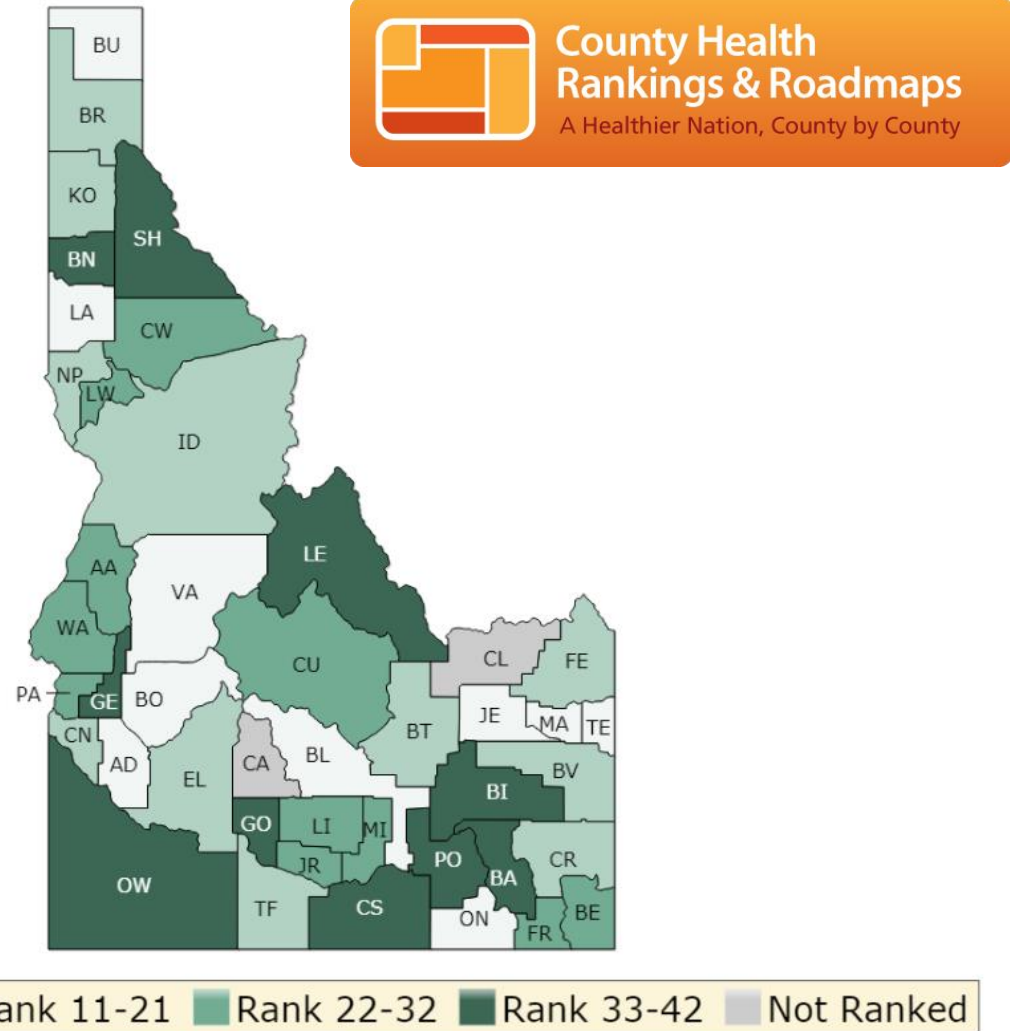 County Health
Rankings & Roadmaps
A Healthier Nation, County by County
BU
BR
KO
SH
BN
LA
CW
NP
LW
ID
LE
AA
VA
WA
CU
CL
FE
PA
GE
BO
JE
MA
TE
CN
BT
BL
AD
CA
EL
BV
BI
GO
LI
MI
PO
CR
JR
BA
OW
TF
CS
ON
BE
FR
ank 11-21
Rank 22-32
Rank 33-42
Not Ranked